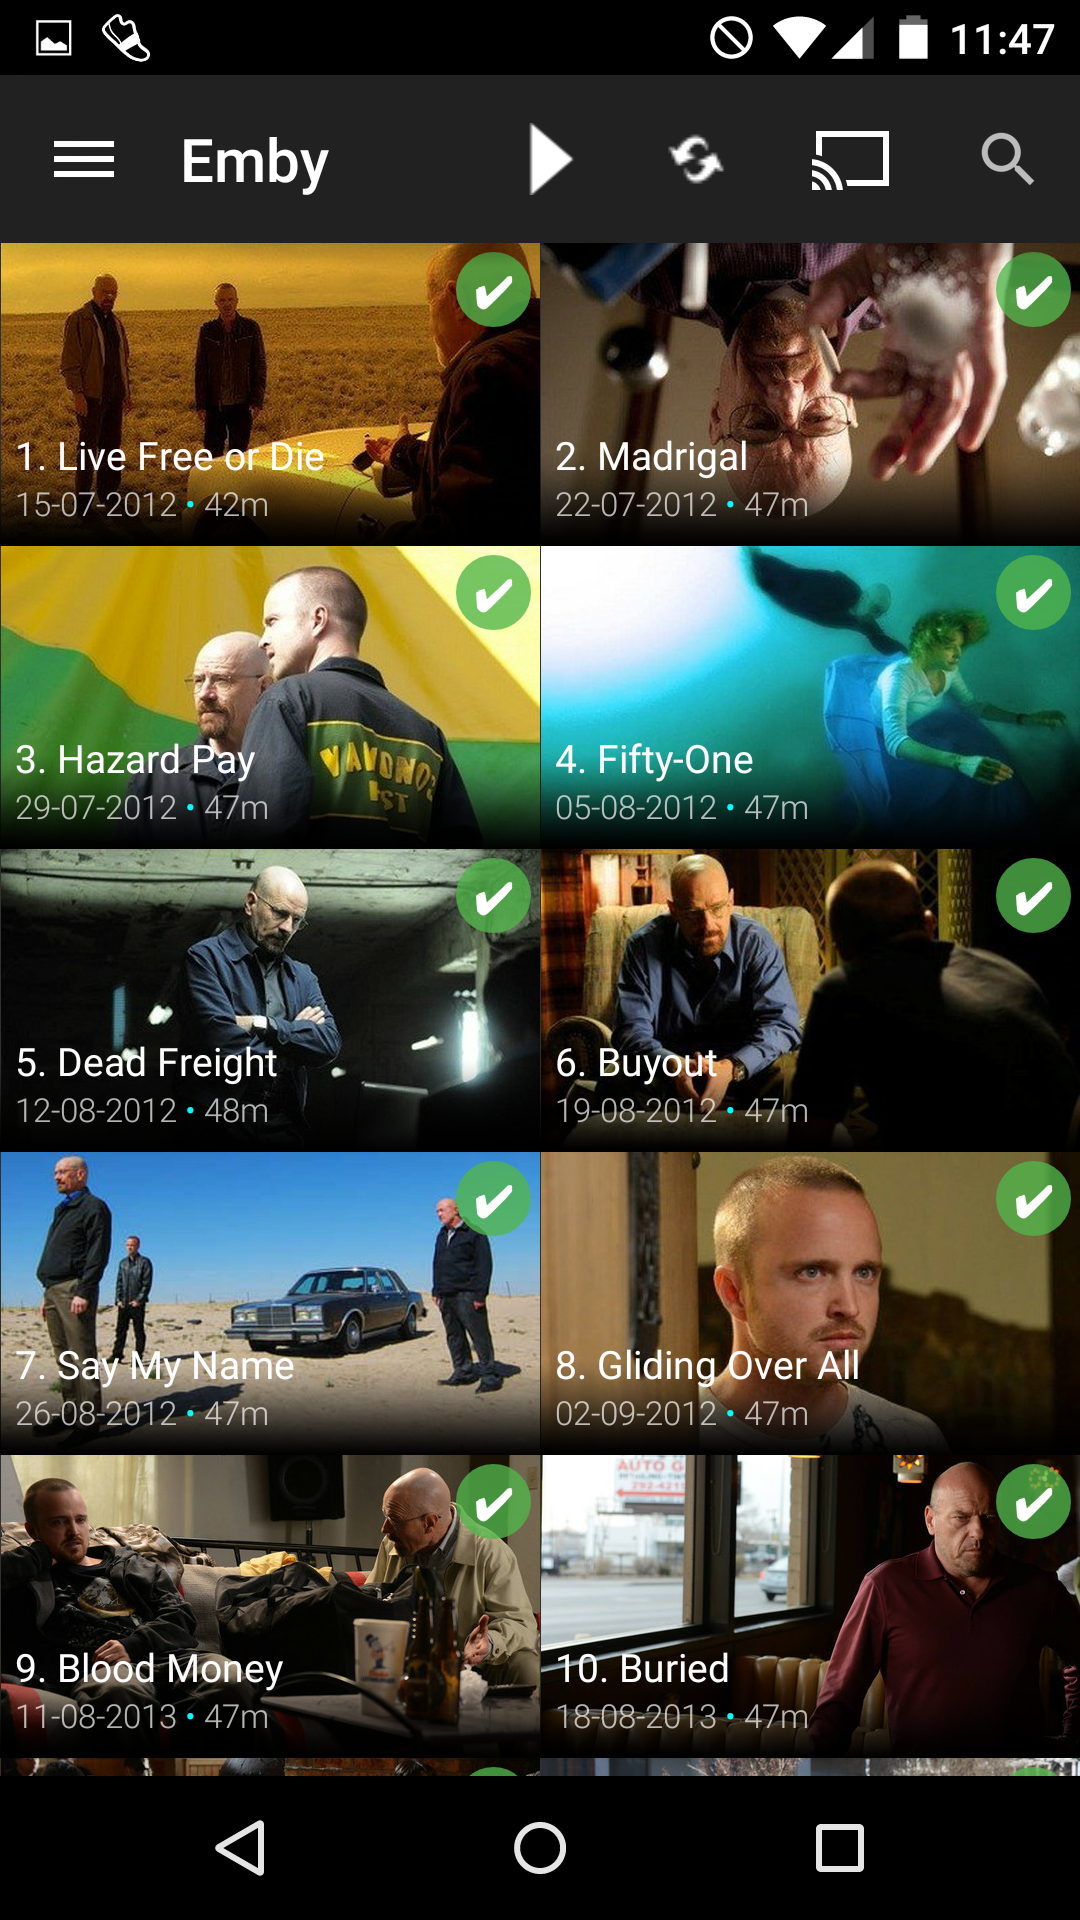 11:47
Emby
1. Live Free or Die
15-07-2012 • 42m
2. Madrigal
22-07-2012 • 47m
3. Hazard Pay
29-07-2012 • 47m
VAMONOS
PEST
4. Fifty-One
05-08-2012 • 47m
5. Dead Freight
12-08-2012 • 48m
6. Buyout
19-08-2012 • 47m
7. Say My Name
26-08-2012 • 47m
8. Gliding Over All
02-09-2012 • 47m
9. Blood Money
11-08-2013 • 47m
AUTO G
10. Buried
18-08-2013 • 47m